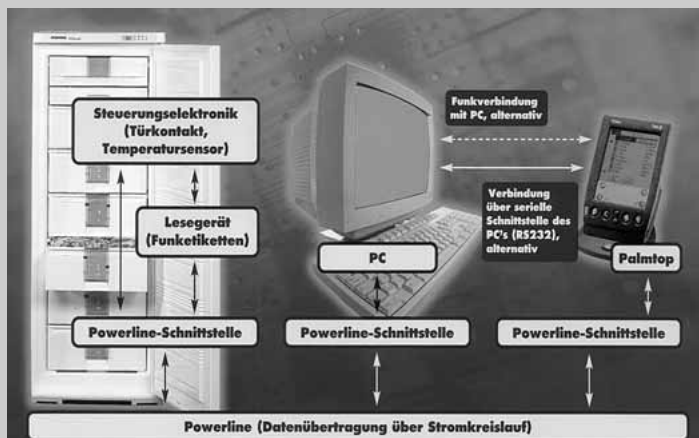 Steuerungselektronik
(Türkontakt,
Temperatursensor)
Lesegerät
(Funketiketten)
Powerline-Schnittstelle
Funkverbindung
mit PC, alternativ
Verbindung
über serielle
Schnittstelle des
PC's (RS232),
alternativ
PC
Palmtop
Powerline-Schnittstelle
Powerline-Schnittstelle
Powerline (Datenübertragung über Stromkreislauf)